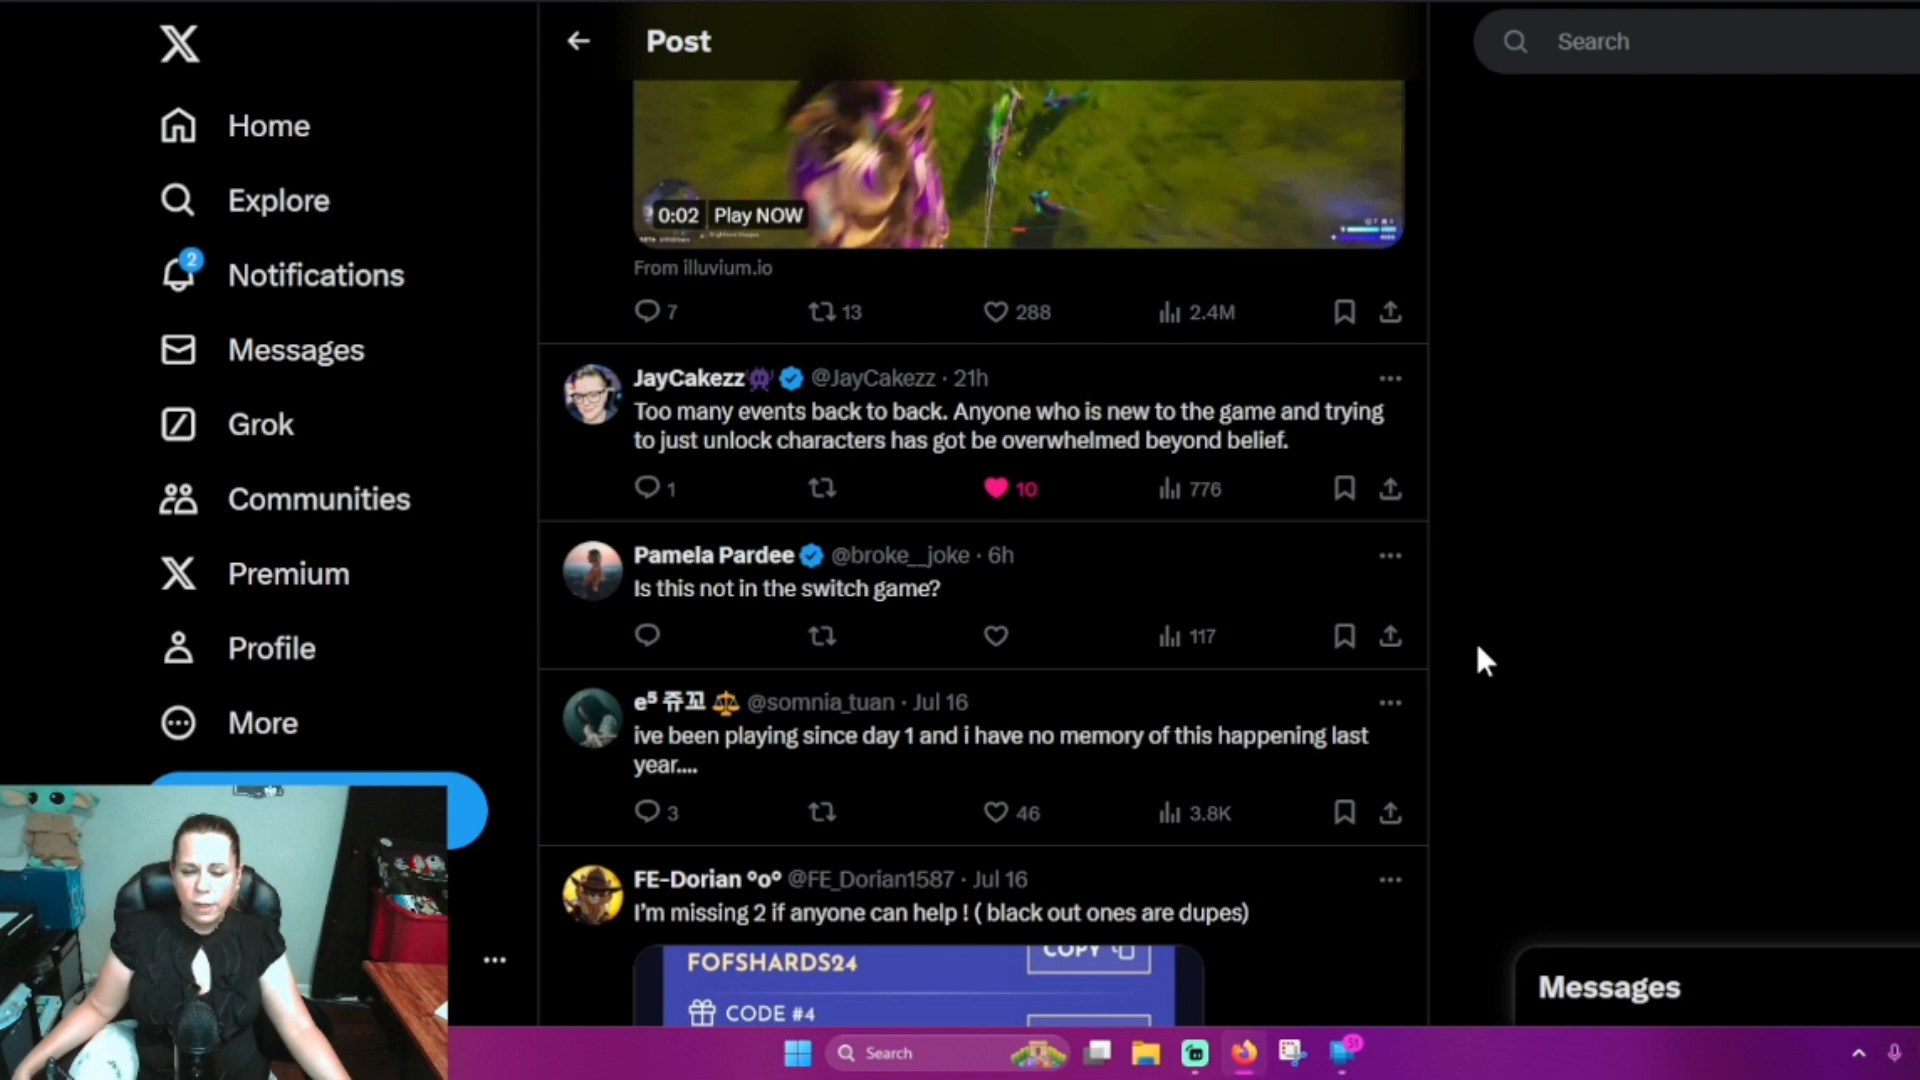 Post
Search
Home
Explore
2
Notifications
Messages
Grok
Communities
Premium
Profile
More
0:02 Play NOW
From illuvium.io
7 13 288 2.4M
JayCakezz @JayCakezz · 21h
Too many events back to back. Anyone who is new to the game and trying
to just unlock characters has got be overwhelmed beyond belief.
1 10 776
Pamela Pardee @broke__joke · 6h
Is this not in the switch game?
117
e⁵ 쥬꼬 @somnia_tuan · Jul 16
ive been playing since day 1 and i have no memory of this happening last
year....
3 46 3.8K
FE-Dorian °o° @FE_Dorian1587 · Jul 16
I'm missing 2 if anyone can help ! ( black out ones are dupes)
FOFSHARDS24 COPY
CODE #4
Messages
Search
51